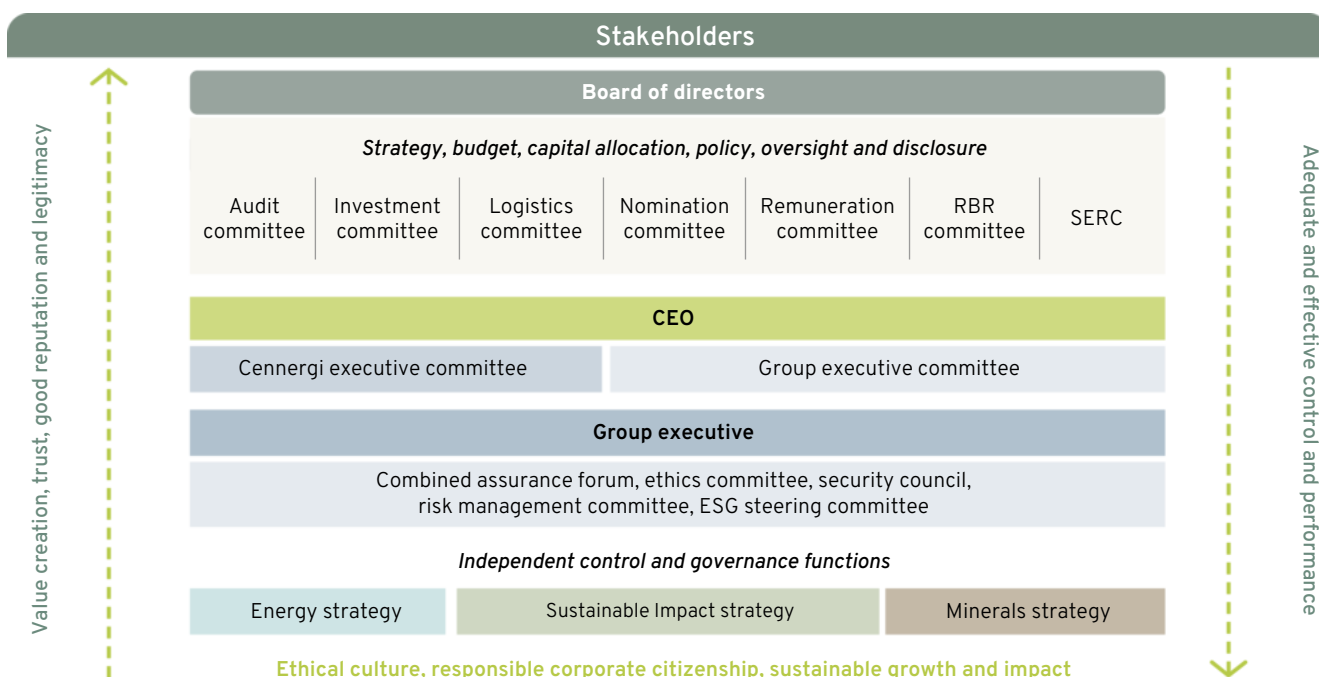 Stakeholders
Board of directors
Strategy, budget, capital allocation, policy, oversight and disclosure
Audit
committee
Investment
committee
Logistics
committee
Nomination
committee
Remuneration
committee
RBR
committee
SERC
CEO
Cennergi executive committee
Group executive committee
Group executive
Combined assurance forum, ethics committee, security council,
risk management committee, ESG steering committee
Independent control and governance functions
Energy strategy
Sustainable Impact strategy
Minerals strategy
Ethical culture, responsible corporate citizenship, sustainable growth and impact
Value creation, trust, good reputation and legitimacy
Adequate and effective control and performance